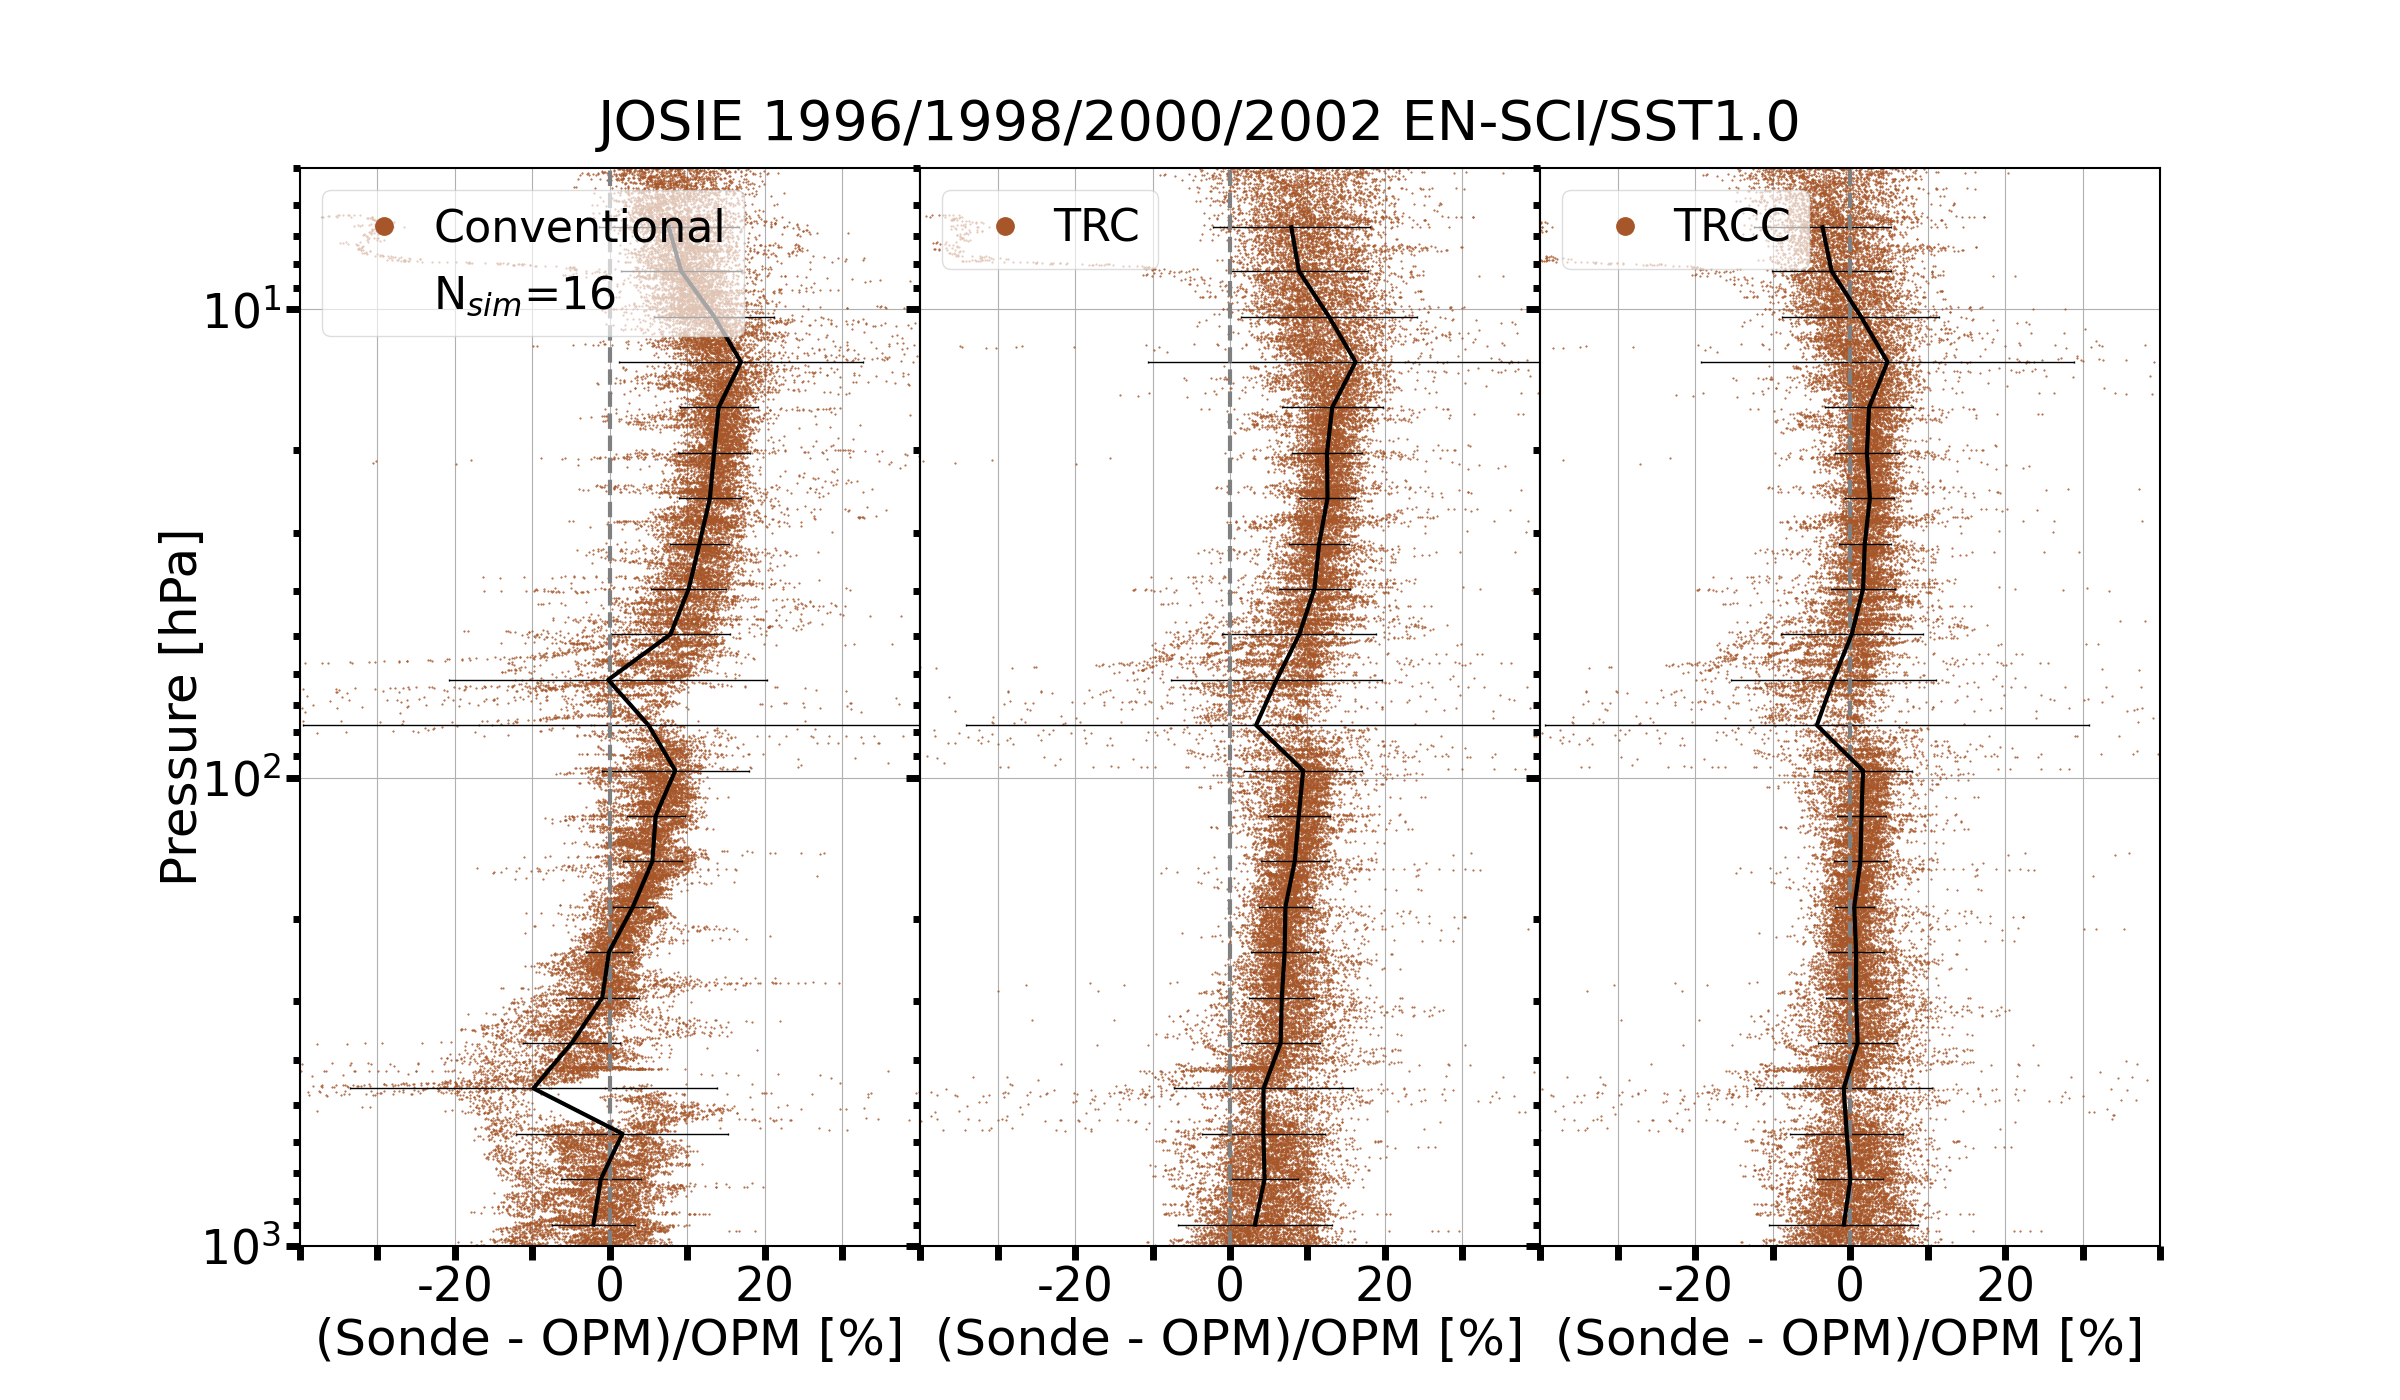 JOSIE 1996/1998/2000/2002 EN-SCI/SST1.0
Conventional
N_sim=16
TRC
TRCC
Pressure [hPa]
10^1
10^2
10^3
-20 0 20 -20 0 20 -20 0 20
(Sonde - OPM)/OPM [%] (Sonde - OPM)/OPM [%] (Sonde - OPM)/OPM [%]